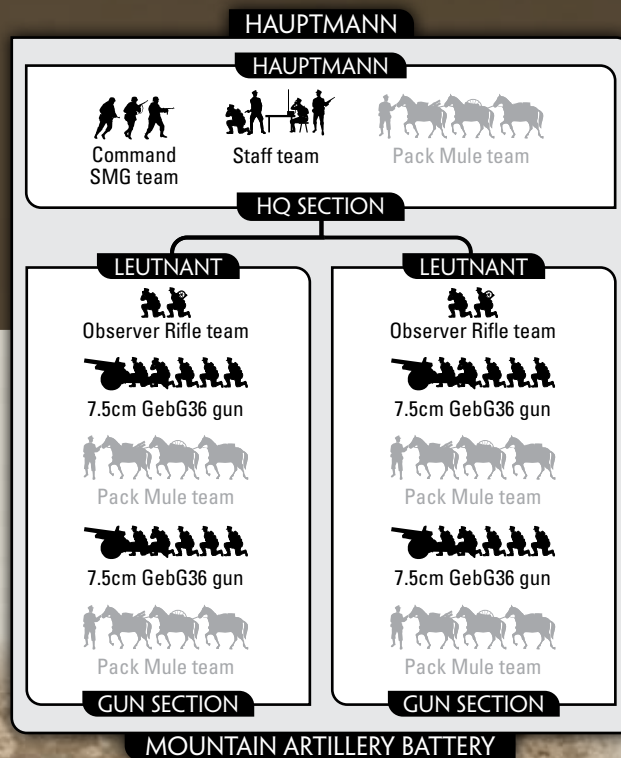 HAUPTMANN
HAUPTMANN
Command
SMG team
Staff team
Pack Mule team
HQ SECTION
LEUTNANT
Observer Rifle team
7.5cm GebG36 gun
Pack Mule team
7.5cm GebG36 gun
Pack Mule team
GUN SECTION
LEUTNANT
Observer Rifle team
7.5cm GebG36 gun
Pack Mule team
7.5cm GebG36 gun
Pack Mule team
GUN SECTION
MOUNTAIN ARTILLERY BATTERY